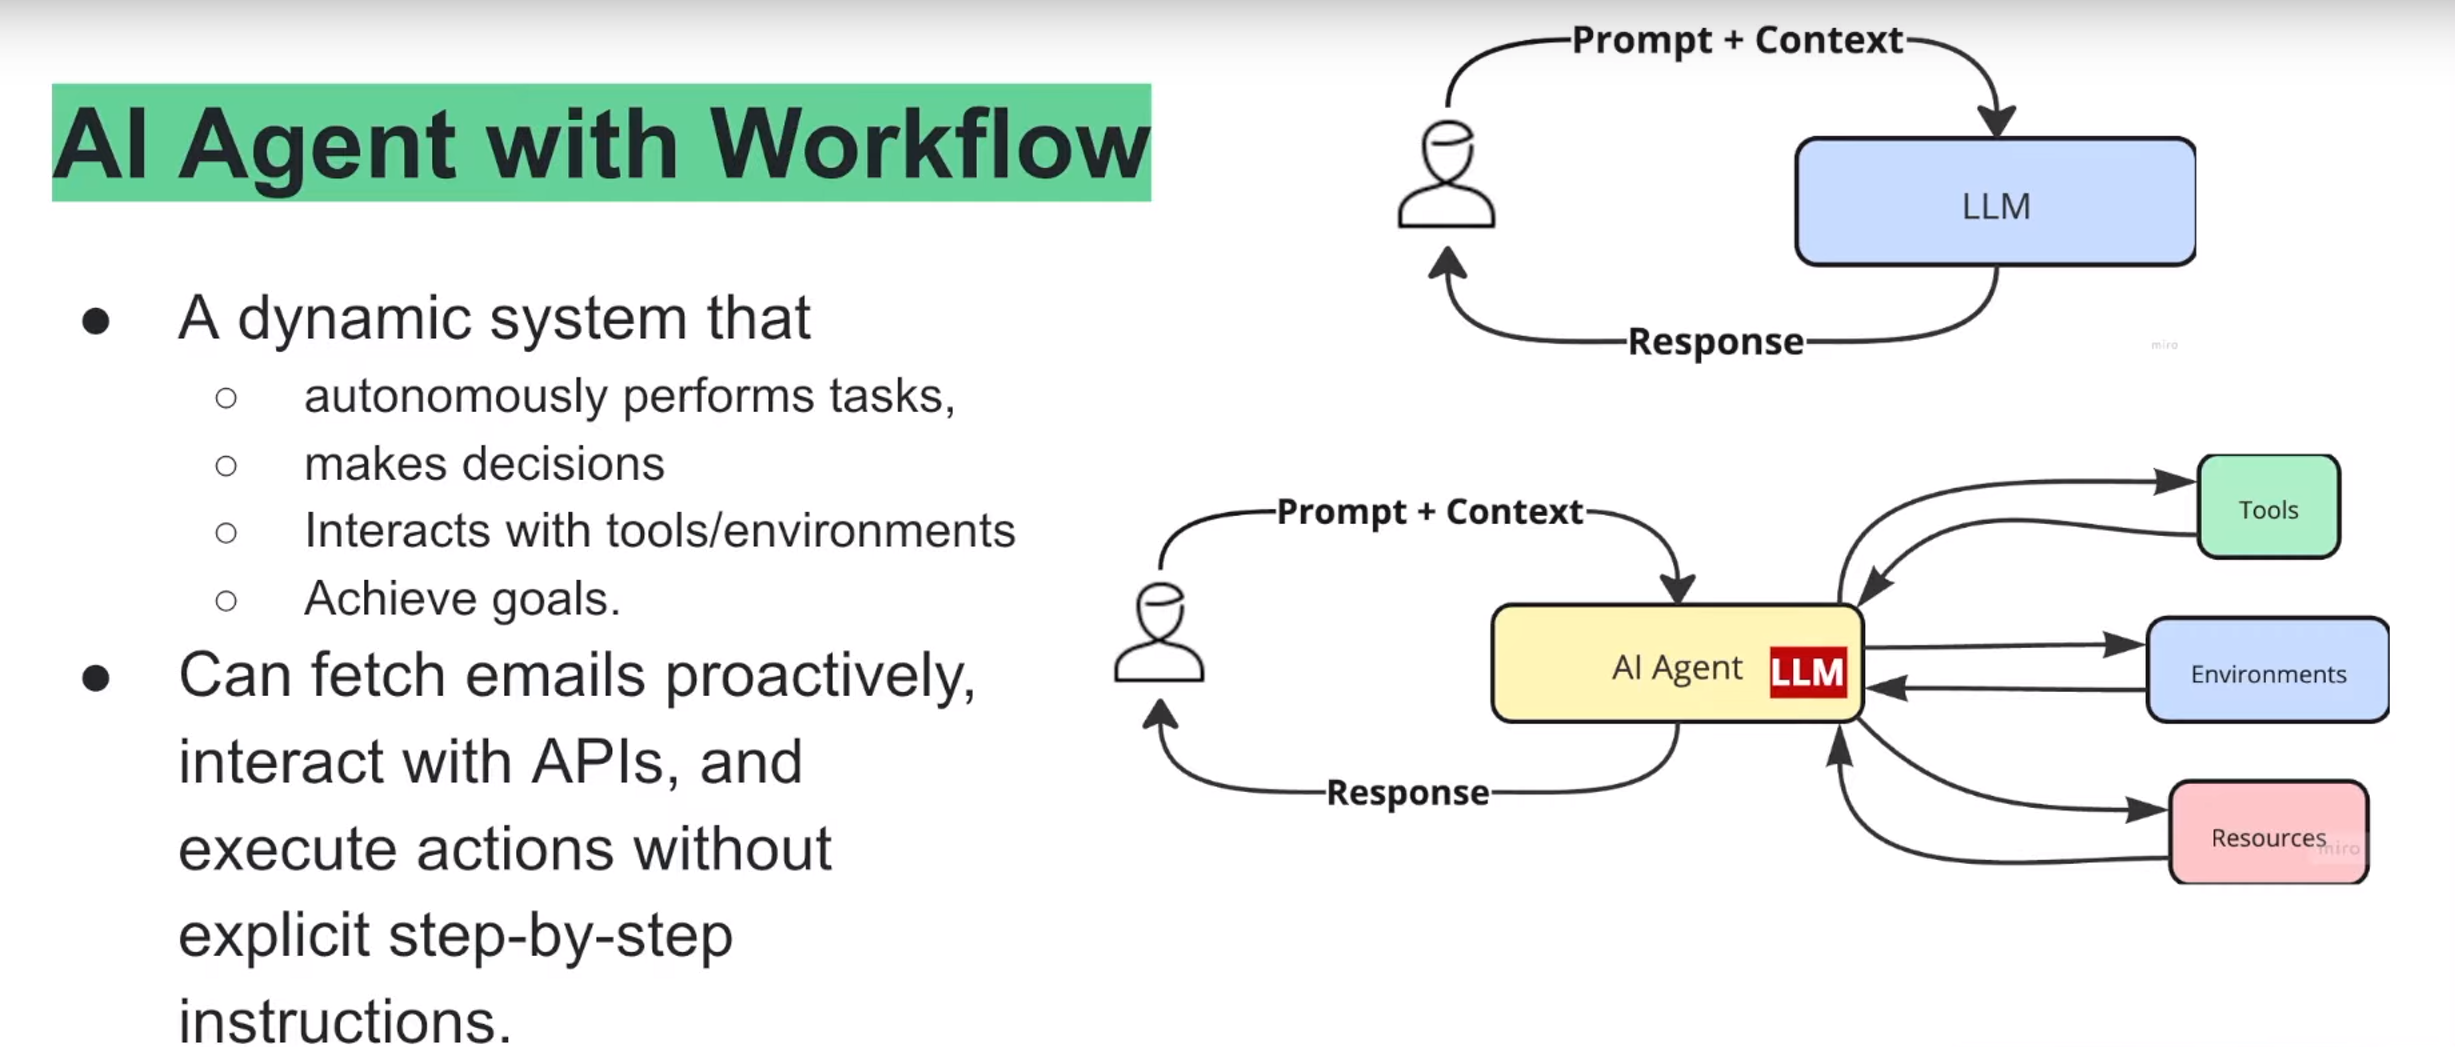 AI Agent with Workflow
● A dynamic system that
○ autonomously performs tasks,
○ makes decisions
○ Interacts with tools/environments
○ Achieve goals.
● Can fetch emails proactively,
interact with APIs, and
execute actions without
explicit step-by-step
instructions.
Prompt + Context
LLM
Response
miro
Prompt + Context
AI Agent LLM
Response
Tools
Environments
Resources
miro